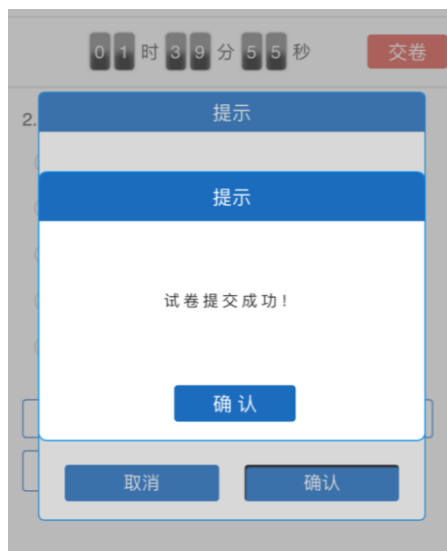 01时39分55秒 交卷
2.
提示
提示
试卷提交成功！
确认
取消 确认